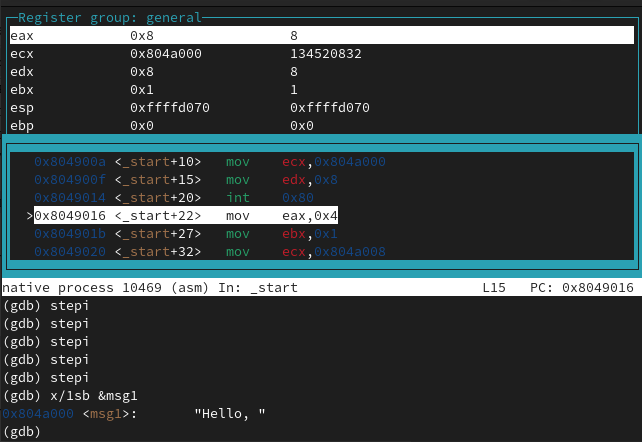 Register group: general
eax 0x8 8
ecx 0x804a000 134520832
edx 0x8 8
ebx 0x1 1
esp 0xffffd070 0xffffd070
ebp 0x0 0x0
0x804900a <_start+10> mov ecx,0x804a000
0x804900f <_start+15> mov edx,0x8
0x8049014 <_start+20> int 0x80
>0x8049016 <_start+22> mov eax,0x4
0x804901b <_start+27> mov ebx,0x1
0x8049020 <_start+32> mov ecx,0x804a008
native process 10469 (asm) In: _start L15 PC: 0x8049016
(gdb) stepi
(gdb) stepi
(gdb) stepi
(gdb) stepi
(gdb) stepi
(gdb) x/1sb &msg1
0x804a000 <msg1>: "Hello, "
(gdb)